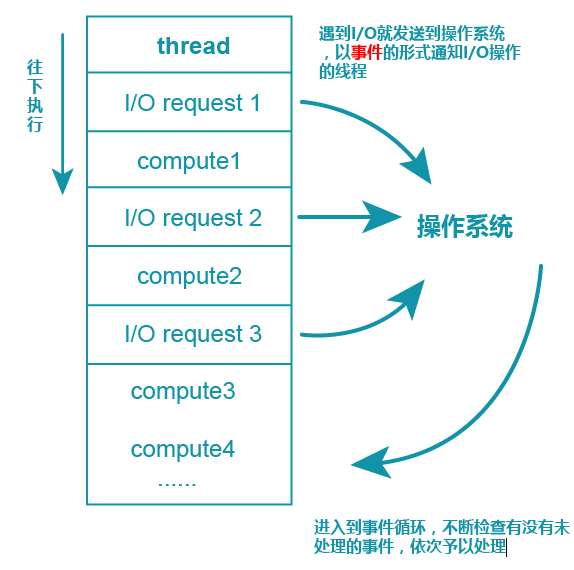 thread
I/O request 1
compute1
I/O request 2
compute2
I/O request 3
compute3
compute4
......
往下执行
遇到I/O就发送到操作系统
，以事件的形式通知I/O操作
的线程
操作系统
进入到事件循环，不断检查有没有未
处理的事件，依次予以处理